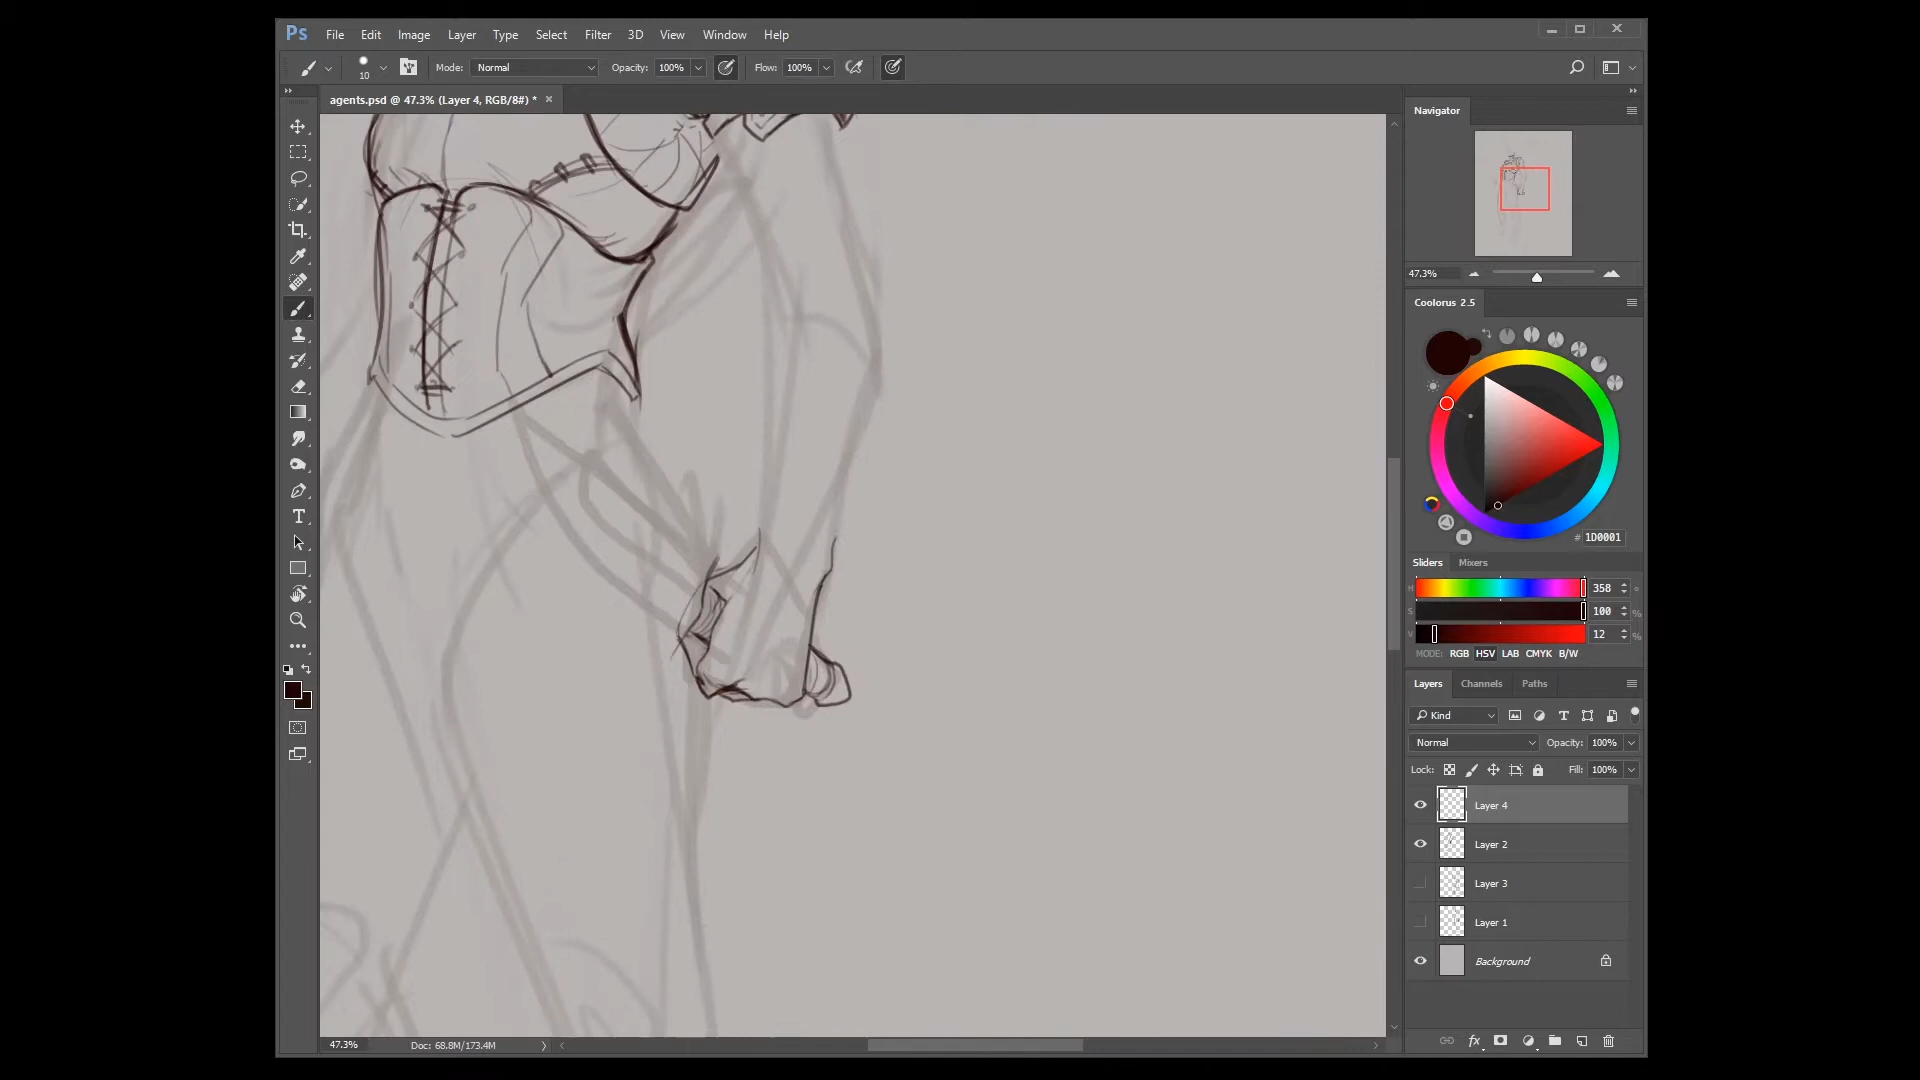 Ps File Edit Image Layer Type Select Filter 3D View Window Help
10 Mode: Normal Opacity: 100% Flow: 100%
agents.psd @ 47.3% (Layer 4, RGB/8#) *
Navigator
47.3%
Coolorus 2.5
# 1D0001
Sliders Mixers
H 358 °
S 100 %
V 12 %
MODE: RGB HSV LAB CMYK B/W
Layers Channels Paths
Kind
Normal Opacity: 100%
Lock: Fill: 100%
Layer 4
Layer 2
Layer 3
Layer 1
Background
47.3% Doc: 68.8M/173.4M